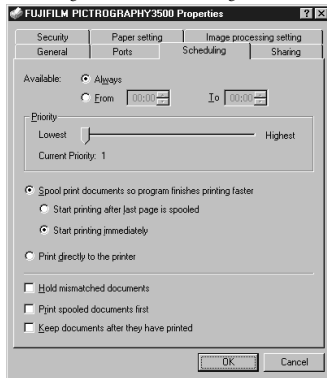 FUJIFILM PICTROGRAPHY3500 Properties
Security Paper setting Image processing setting
General Ports Scheduling Sharing
Available: Always
From 00:00 To 00:00
Priority
Lowest Highest
Current Priority: 1
Spool print documents so program finishes printing faster
Start printing after last page is spooled
Start printing immediately
Print directly to the printer
Hold mismatched documents
Print spooled documents first
Keep documents after they have printed
OK Cancel